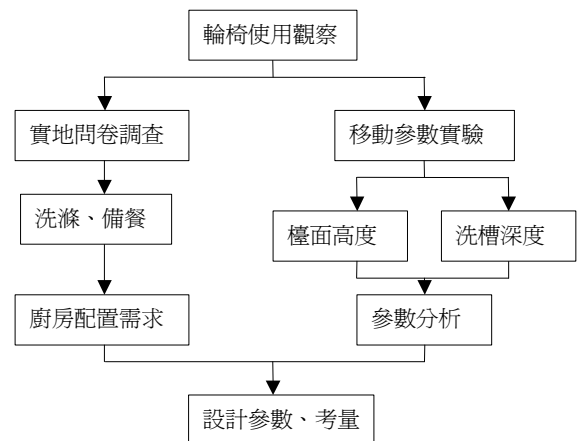 輪椅使用觀察
實地問卷調查
移動參數實驗
洗滌、備餐
檯面高度
洗槽深度
廚房配置需求
參數分析
設計參數、考量